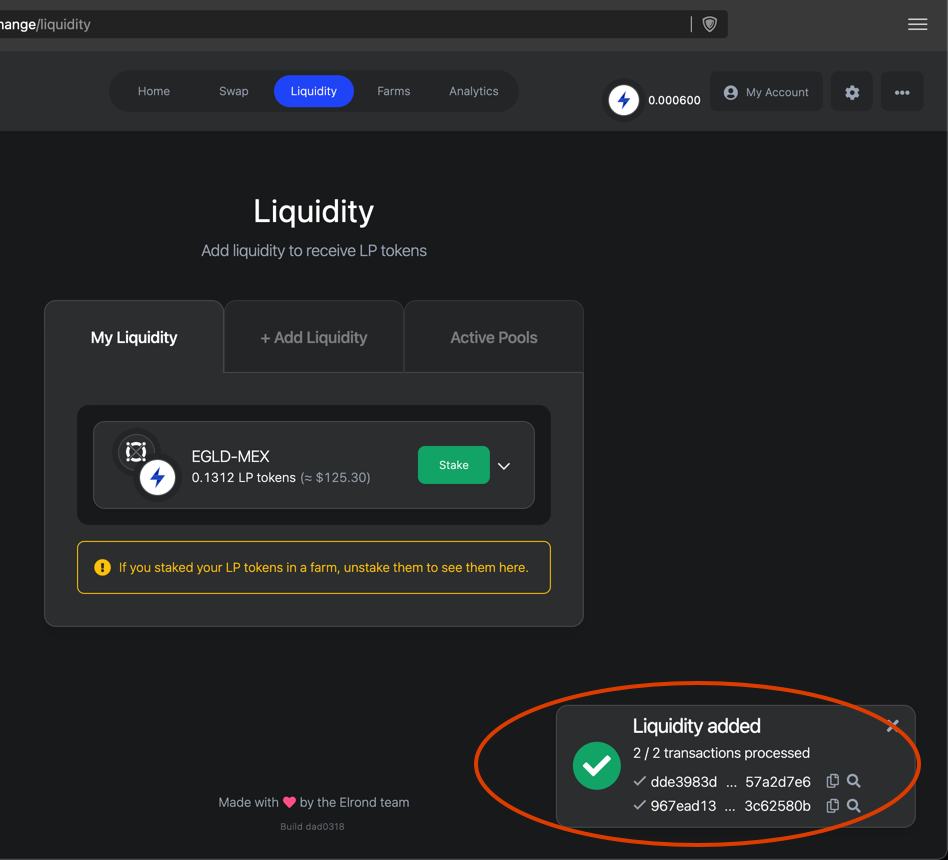 hange/liquidity
Home Swap Liquidity Farms Analytics
0.000600
My Account
Liquidity
Add liquidity to receive LP tokens
My Liquidity
+ Add Liquidity
Active Pools
EGLD-MEX
0.1312 LP tokens (≈ $125.30)
Stake
If you staked your LP tokens in a farm, unstake them to see them here.
Liquidity added
2 / 2 transactions processed
dde3983d ... 57a2d7e6
967ead13 ... 3c62580b
Made with ❤ by the Elrond team
Build dad0318